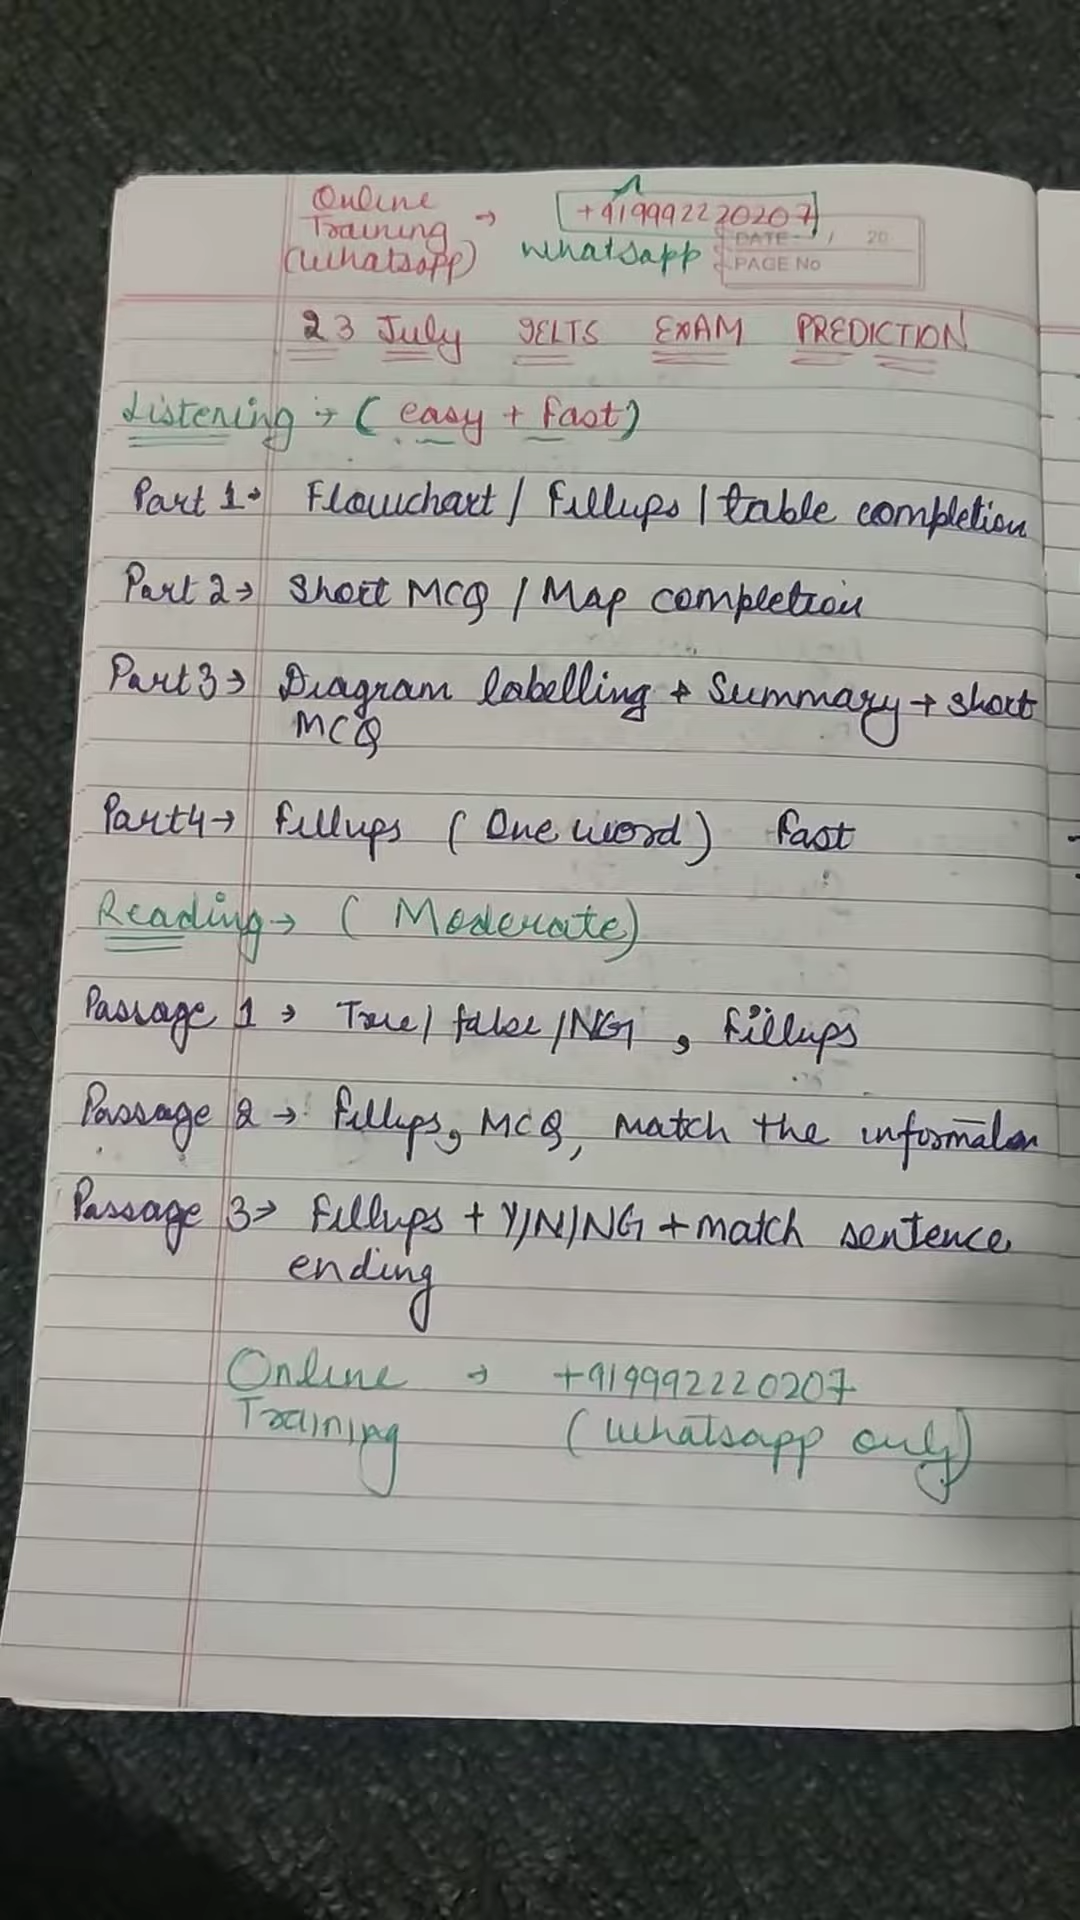 Online
Training → +919992220207
(Whatsapp) whatsapp
DATE / 20
PAGE No
23 July IELTS EXAM PREDICTION
Listening → (easy + fast)
Part 1→ Flowchart / Fillups / table completion
Part 2→ Short MCQ / Map completion
Part 3→ Diagram labelling + Summary + short
MCQ
Part 4→ fillups (One word) fast
Reading → (Moderate)
Passage 1 → True / false / NG, fillups
Passage 2 → fillups, MCQ, match the information
Passage 3→ fillups + Y/N/NG + match sentence
ending
Online → +919992220207
Training (whatsapp only)